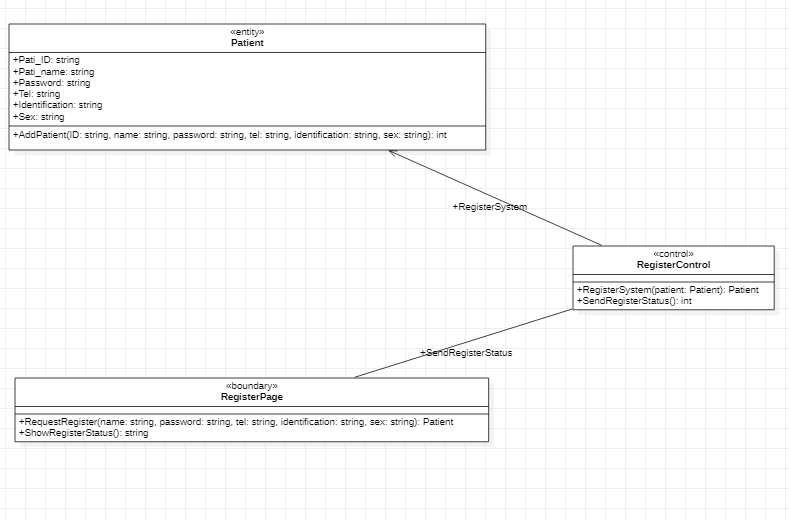 «entity»
Patient
+Pati_ID: string
+Pati_name: string
+Password: string
+Tel: string
+Identification: string
+Sex: string
+AddPatient(ID: string, name: string, password: string, tel: string, identification: string, sex: string): int
+RegisterSystem
«control»
RegisterControl
+RegisterSystem(patient: Patient): Patient
+SendRegisterStatus(): int
+SendRegisterStatus
«boundary»
RegisterPage
+RequestRegister(name: string, password: string, tel: string, identification: string, sex: string): Patient
+ShowRegisterStatus(): string